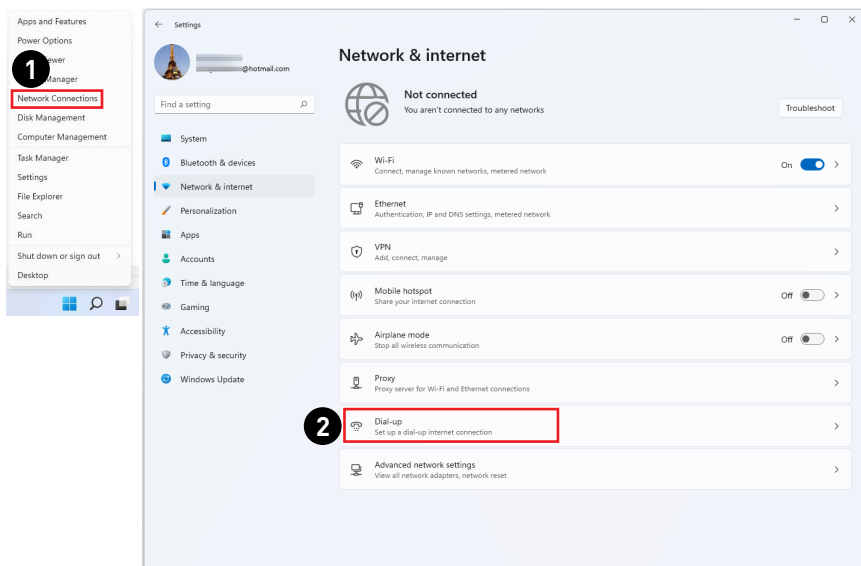 Apps and Features
Power Options
ewer
1
Manager
Network Connections
Disk Management
Computer Management
Task Manager
Settings
File Explorer
Search
Run
Shut down or sign out
Desktop
Settings
@hotmail.com
Find a setting
System
Bluetooth & devices
Network & internet
Personalization
Apps
Accounts
Time & language
Gaming
Accessibility
Privacy & security
Windows Update
Network & internet
Not connected
You aren't connected to any networks
Troubleshoot
Wi-Fi
Connect, manage known networks, metered network
On
Ethernet
Authentication, IP and DNS settings, metered network
VPN
Add, connect, manage
Mobile hotspot
Share your internet connection
Off
Airplane mode
Stop all wireless communication
Off
Proxy
Proxy server for Wi-Fi and Ethernet connections
2
Dial-up
Set up a dial-up internet connection
Advanced network settings
View all network adapters, network reset